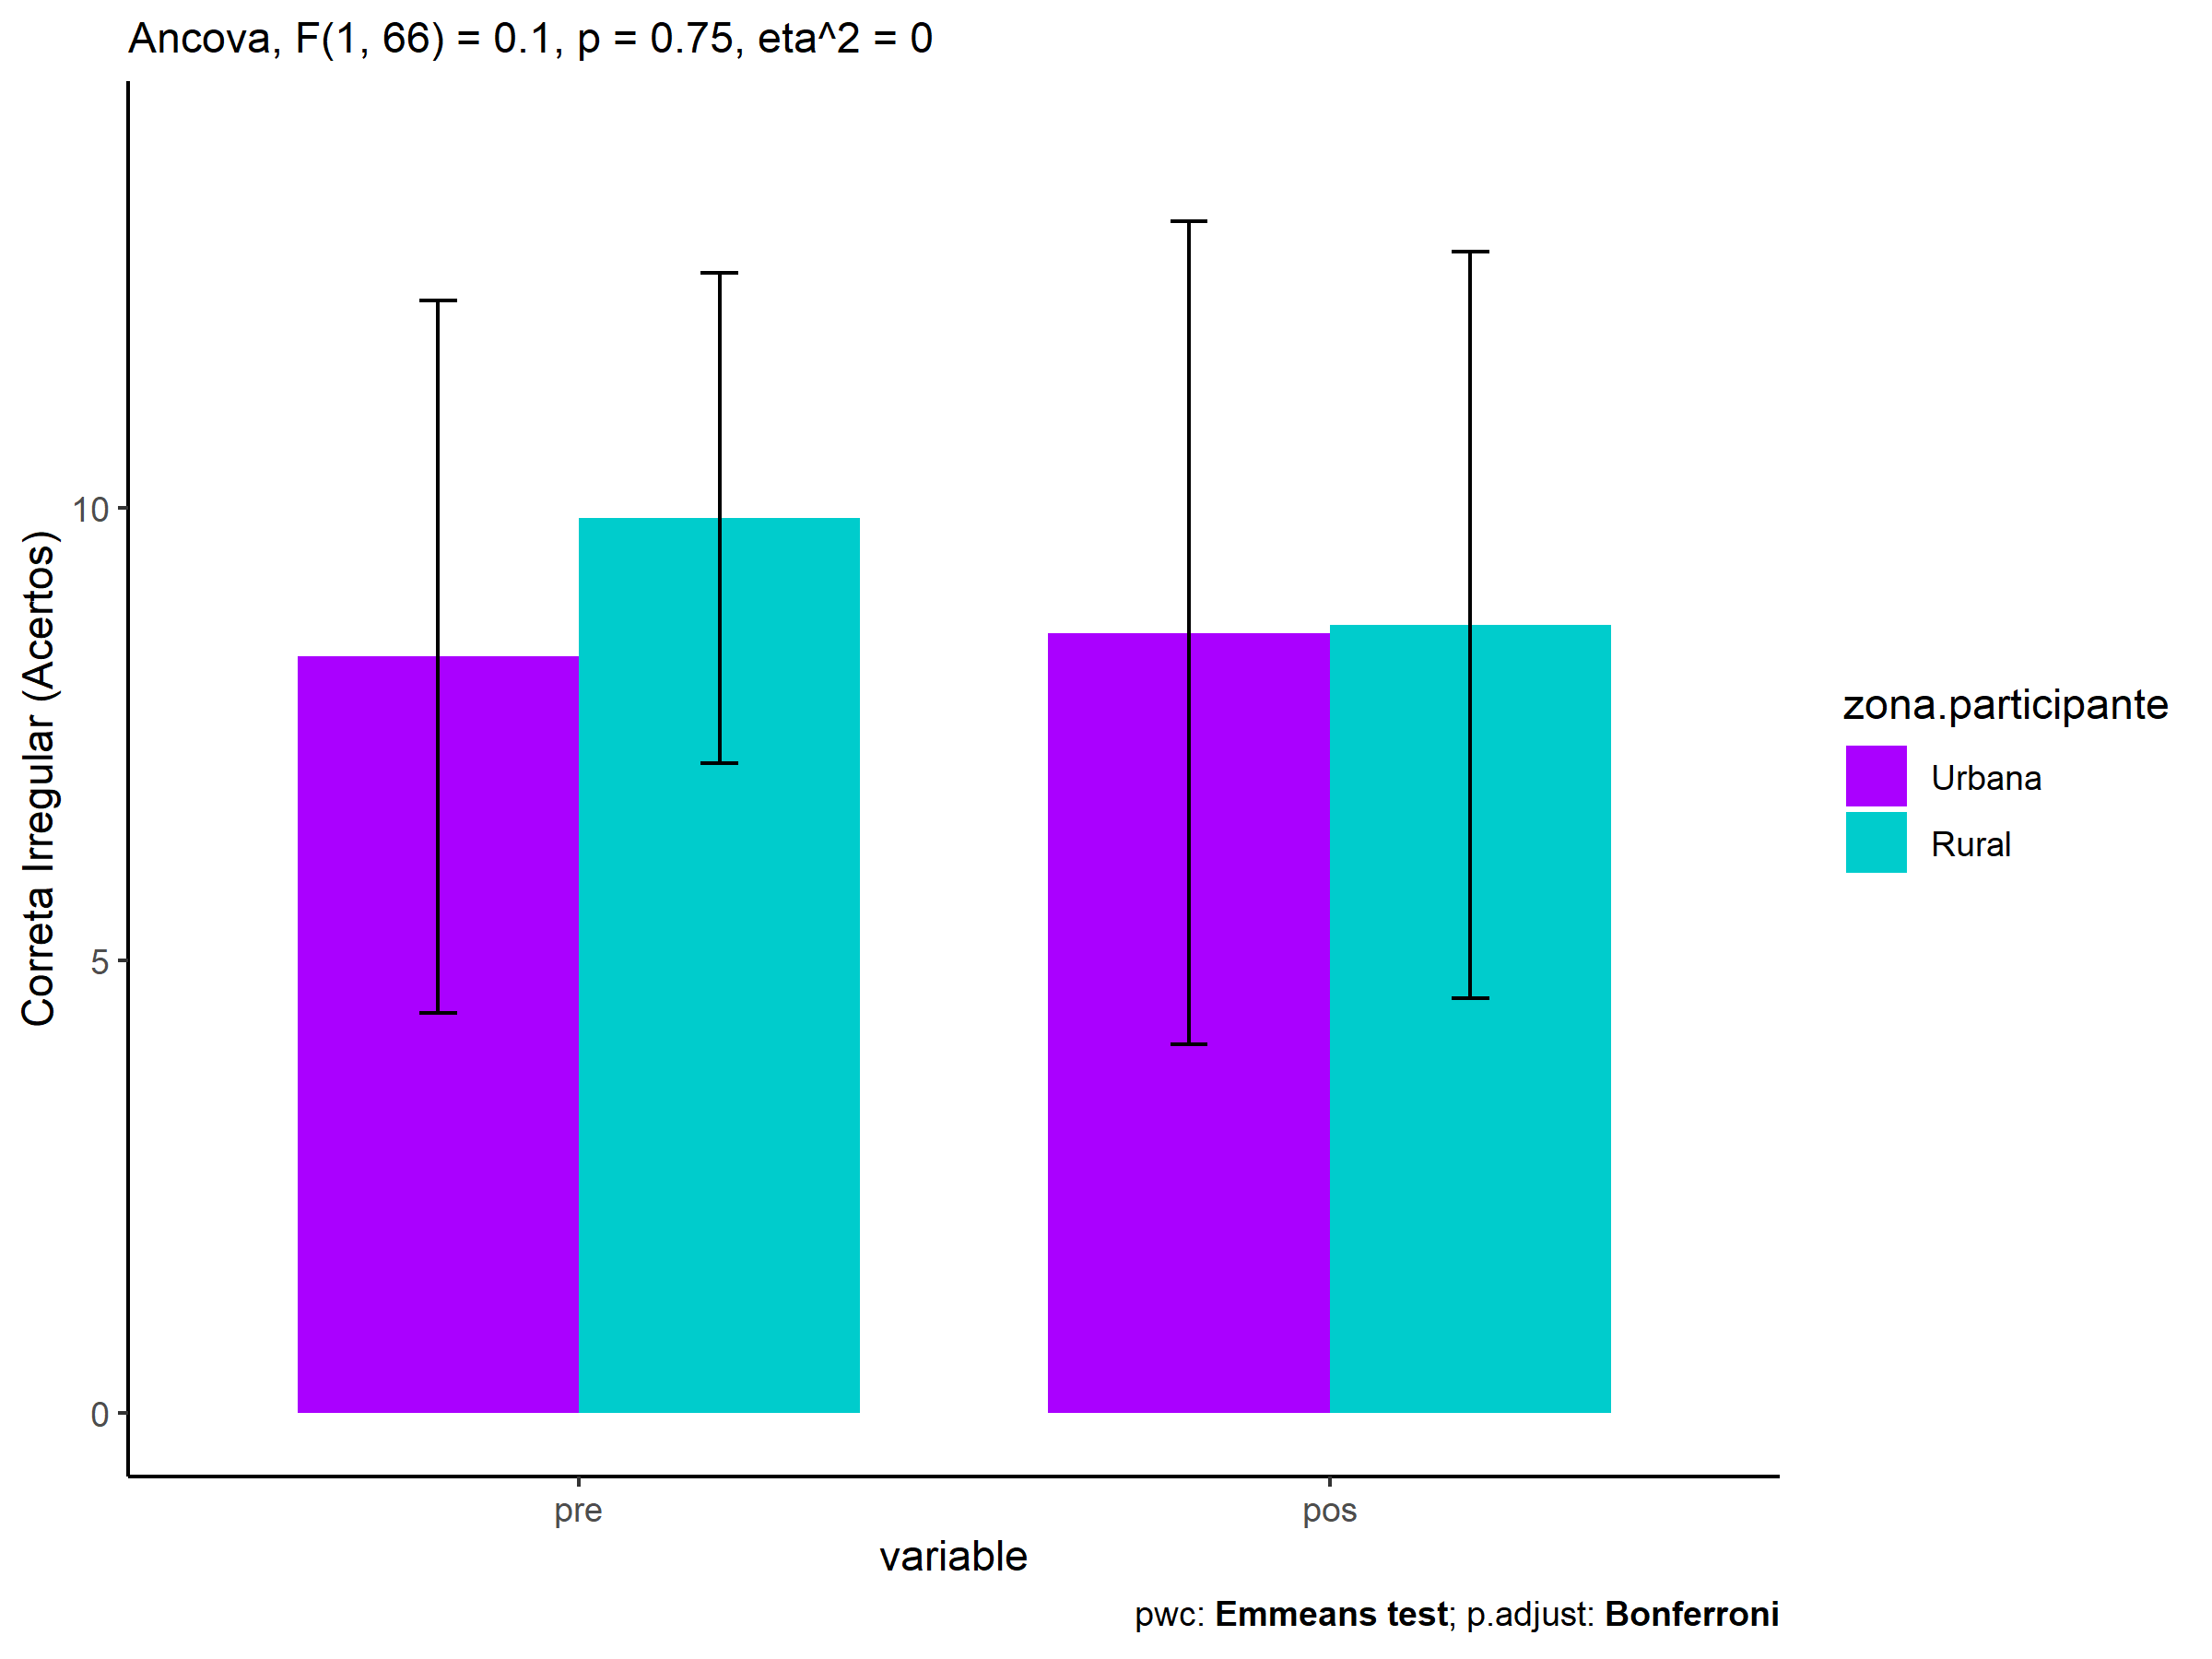 Ancova, F(1, 66) = 0.1, p = 0.75, eta^2 = 0
Correta Irregular (Acertos)
10
5
0
pre
pos
variable
zona.participante
Urbana
Rural
pwc: Emmeans test; p.adjust: Bonferroni